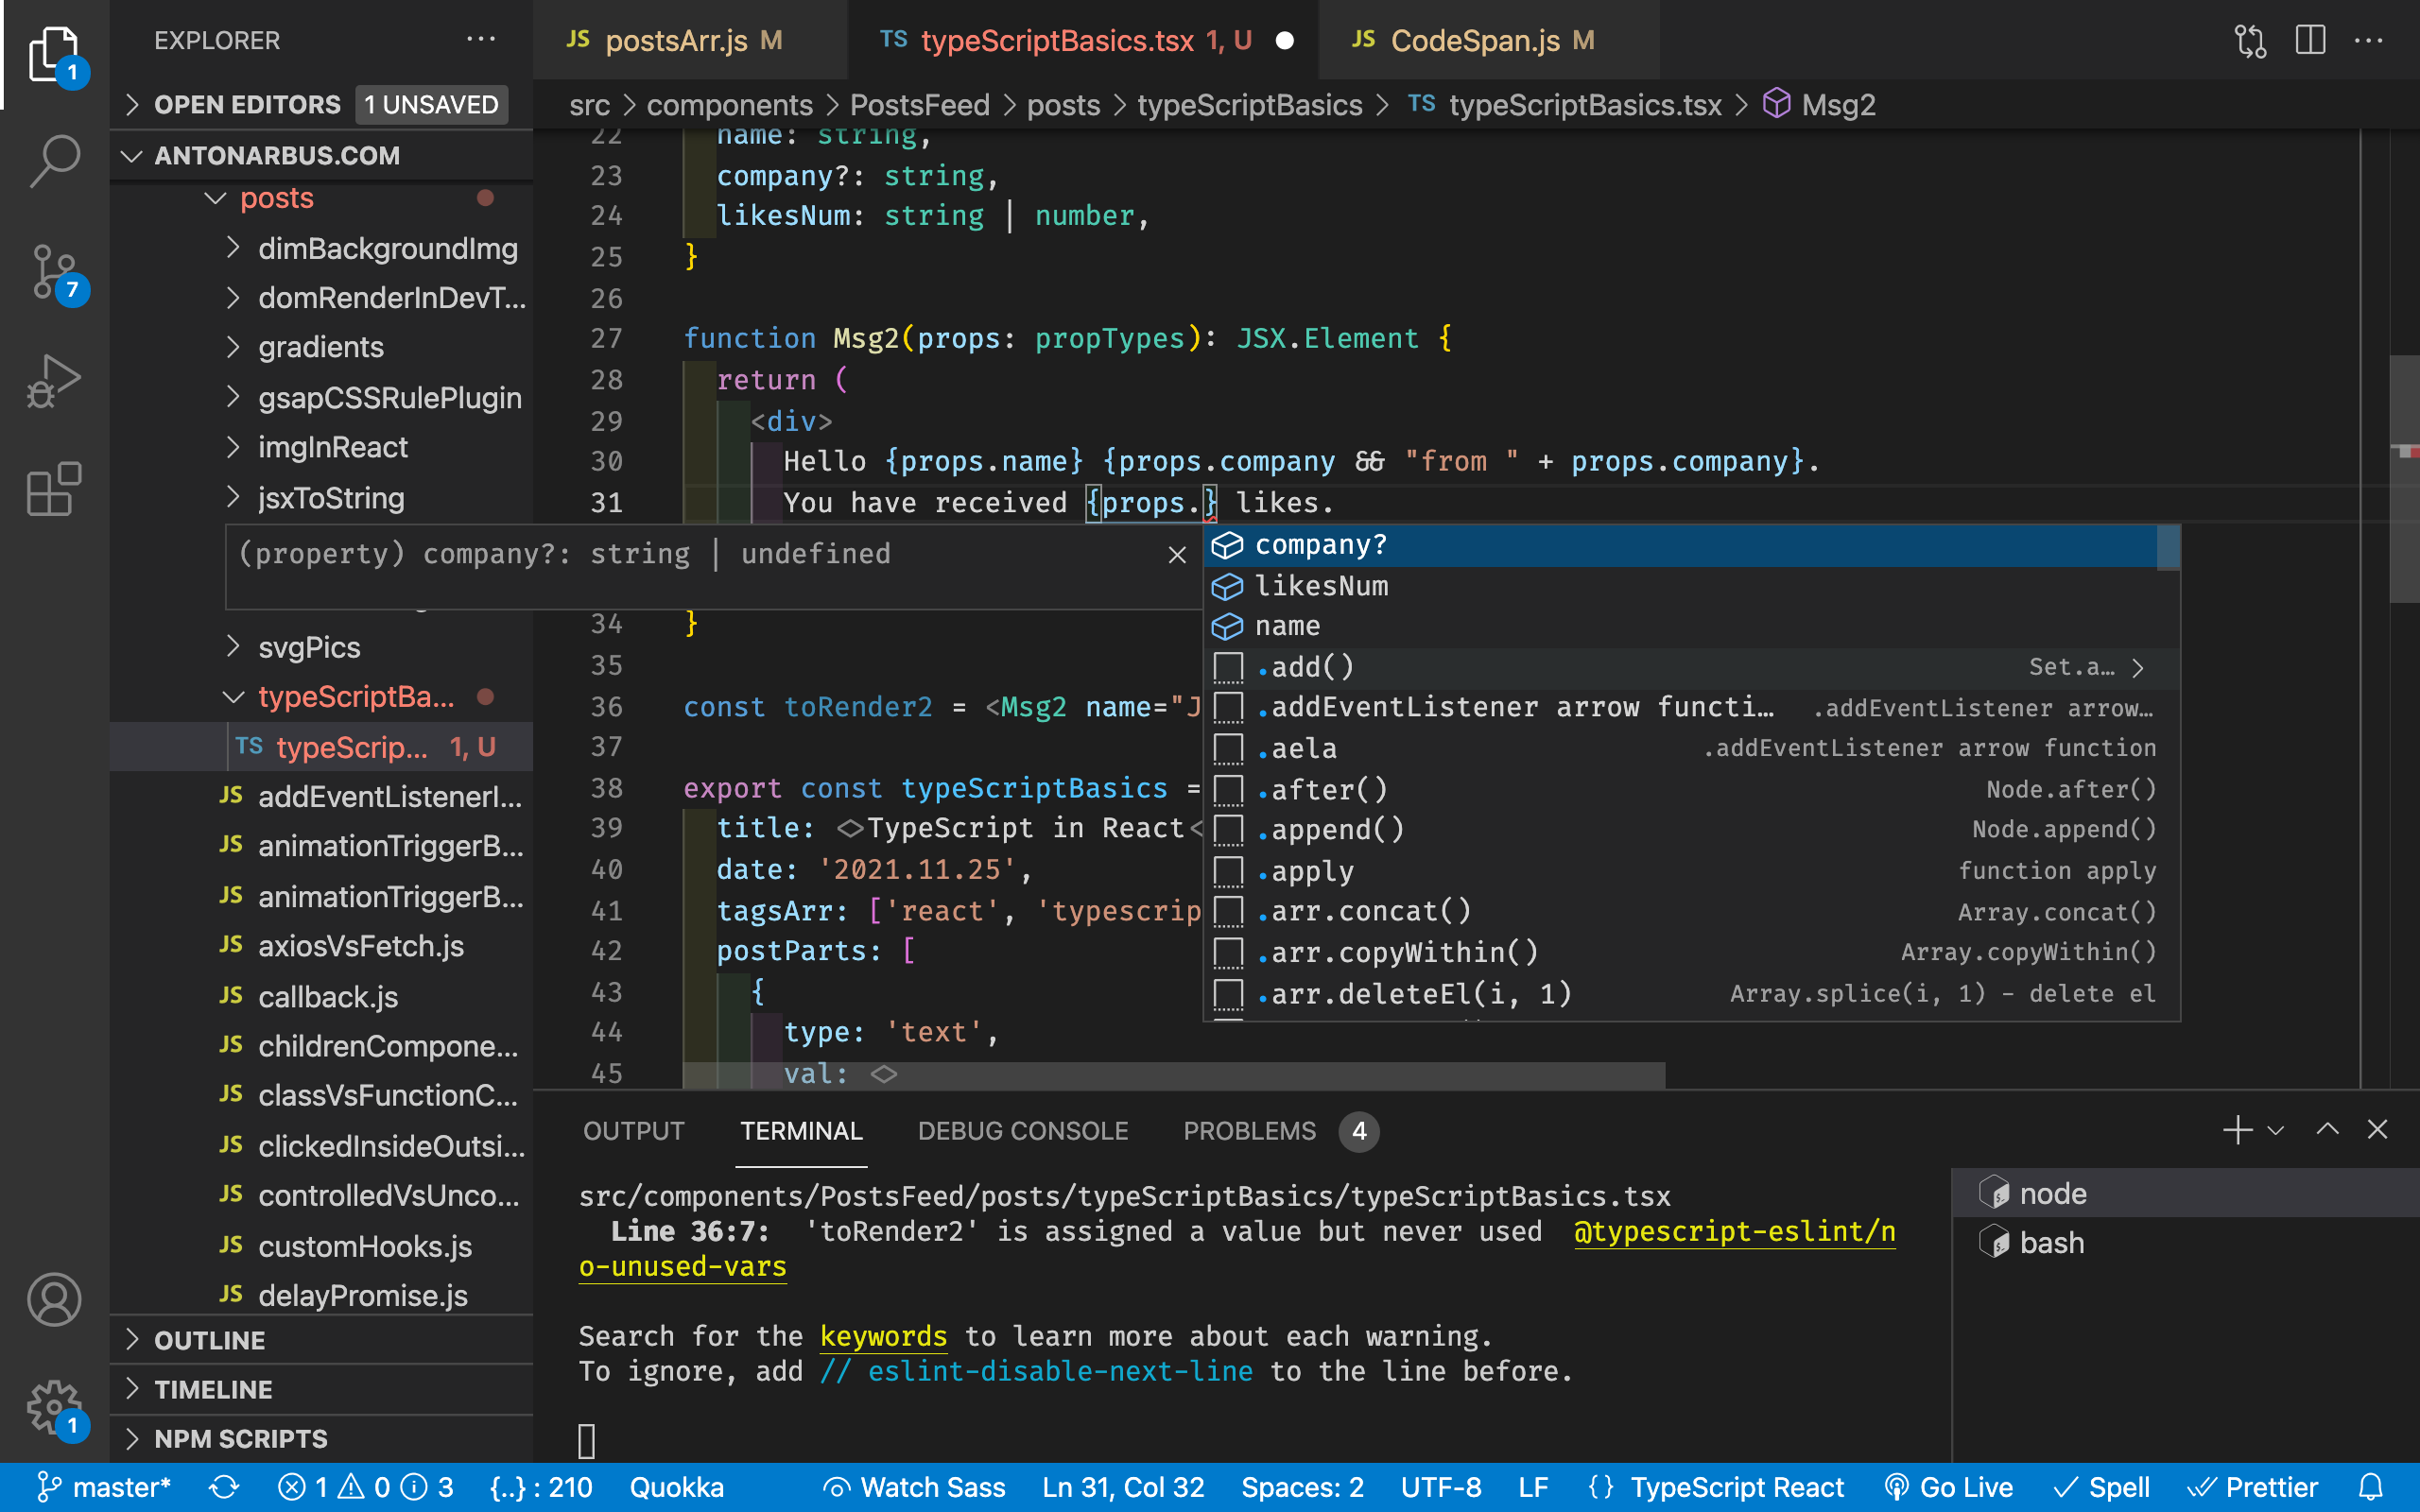 EXPLORER
OPEN EDITORS 1 UNSAVED
ANTONARBUS.COM
posts
dimBackgroundImg
domRenderInDevT...
gradients
gsapCSSRulePlugin
imgInReact
jsxToString
svgPics
typeScriptBa...
TS typeScrip... 1, U
JS addEventListenerI...
JS animationTriggerB...
JS animationTriggerB...
JS axiosVsFetch.js
JS callback.js
JS childrenCompone...
JS classVsFunctionC...
JS clickedInsideOutsi...
JS controlledVsUnco...
JS customHooks.js
JS delayPromise.js
OUTLINE
TIMELINE
NPM SCRIPTS
1
7
1
JS postsArr.js M
TS typeScriptBasics.tsx 1, U
JS CodeSpan.js M
src > components > PostsFeed > posts > typeScriptBasics > TS typeScriptBasics.tsx > Msg2
22 name: string,
23 company?: string,
24 likesNum: string | number,
25 }
26
27 function Msg2(props: propTypes): JSX.Element {
28 return (
29 <div>
30 Hello {props.name} {props.company && "from " + props.company}.
31 You have received {props.} likes.
(property) company?: string | undefined
34 }
35
36 const toRender2 = <Msg2 name="J
37
38 export const typeScriptBasics =
39 title: <>TypeScript in React<
40 date: '2021.11.25',
41 tagsArr: ['react', 'typescrip
42 postParts: [
43 {
44 type: 'text',
45 val: <>
company?
likesNum
name
.add() Set.a… >
.addEventListener arrow functi… .addEventListener arrow…
.aela .addEventListener arrow function
.after() Node.after()
.append() Node.append()
.apply function apply
.arr.concat() Array.concat()
.arr.copyWithin() Array.copyWithin()
.arr.deleteEl(i, 1) Array.splice(i, 1) - delete el
OUTPUT TERMINAL DEBUG CONSOLE PROBLEMS 4
src/components/PostsFeed/posts/typeScriptBasics/typeScriptBasics.tsx
Line 36:7: 'toRender2' is assigned a value but never used @typescript-eslint/n
o-unused-vars
Search for the keywords to learn more about each warning.
To ignore, add // eslint-disable-next-line to the line before.
node
bash
master* 1 0 3 {..} : 210 Quokka Watch Sass Ln 31, Col 32 Spaces: 2 UTF-8 LF {} TypeScript React Go Live Spell Prettier